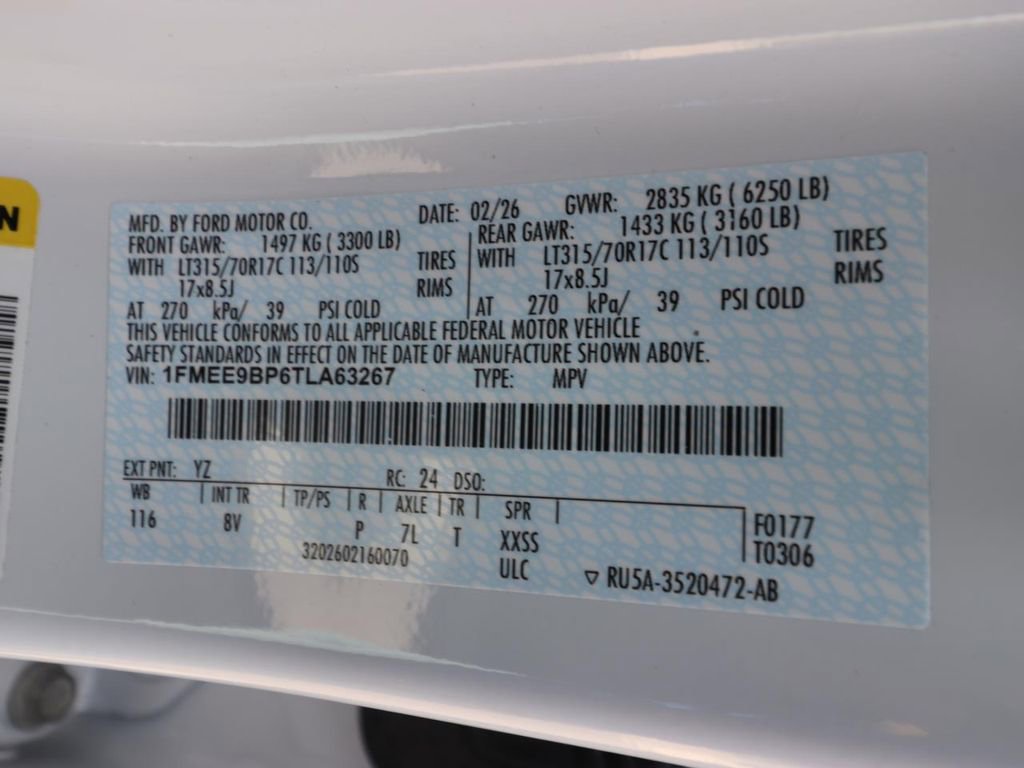 N
MFD. BY FORD MOTOR CO. DATE: 02/26 GVWR: 2835 KG ( 6250 LB)
FRONT GAWR: 1497 KG ( 3300 LB) REAR GAWR: 1433 KG ( 3160 LB)
WITH LT315/70R17C 113/110S TIRES WITH LT315/70R17C 113/110S TIRES
17x8.5J RIMS 17x8.5J RIMS
AT 270 kPa/ 39 PSI COLD AT 270 kPa/ 39 PSI COLD
THIS VEHICLE CONFORMS TO ALL APPLICABLE FEDERAL MOTOR VEHICLE
SAFETY STANDARDS IN EFFECT ON THE DATE OF MANUFACTURE SHOWN ABOVE.
VIN: 1FMEE9BP6TLA63267 TYPE: MPV
EXT PNT: YZ RC: 24 DSO:
WB INT TR TP/PS R AXLE TR SPR
116 8V P 7L T XXSS F0177
3202602160070 ULC T0306
▽ RU5A-3520472-AB